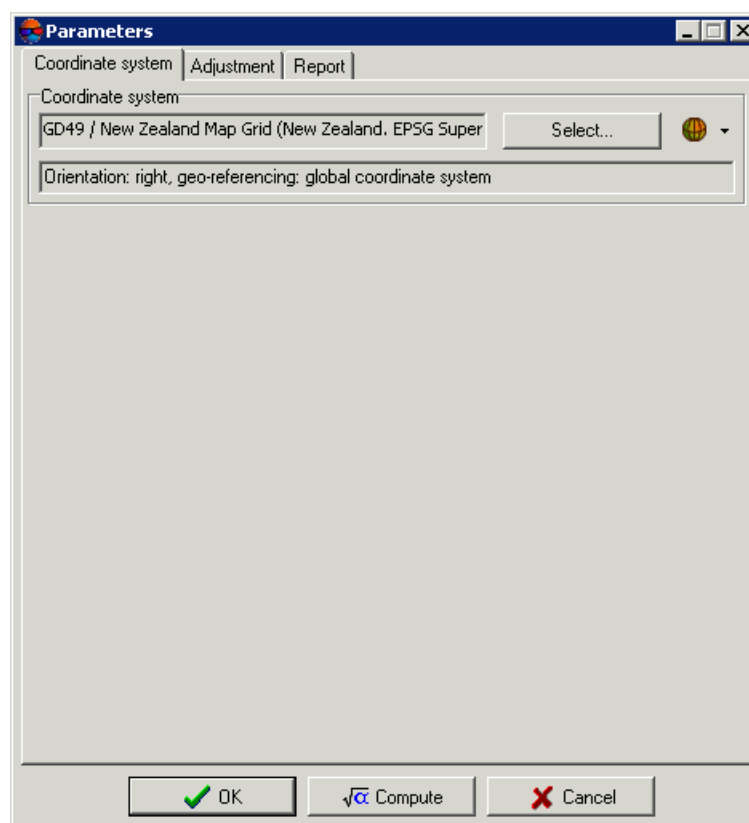 Parameters
Coordinate system Adjustment Report
Coordinate system
GD49 / New Zealand Map Grid (New Zealand. EPSG Super Select...
Orientation: right, geo-referencing: global coordinate system
OK √α Compute Cancel